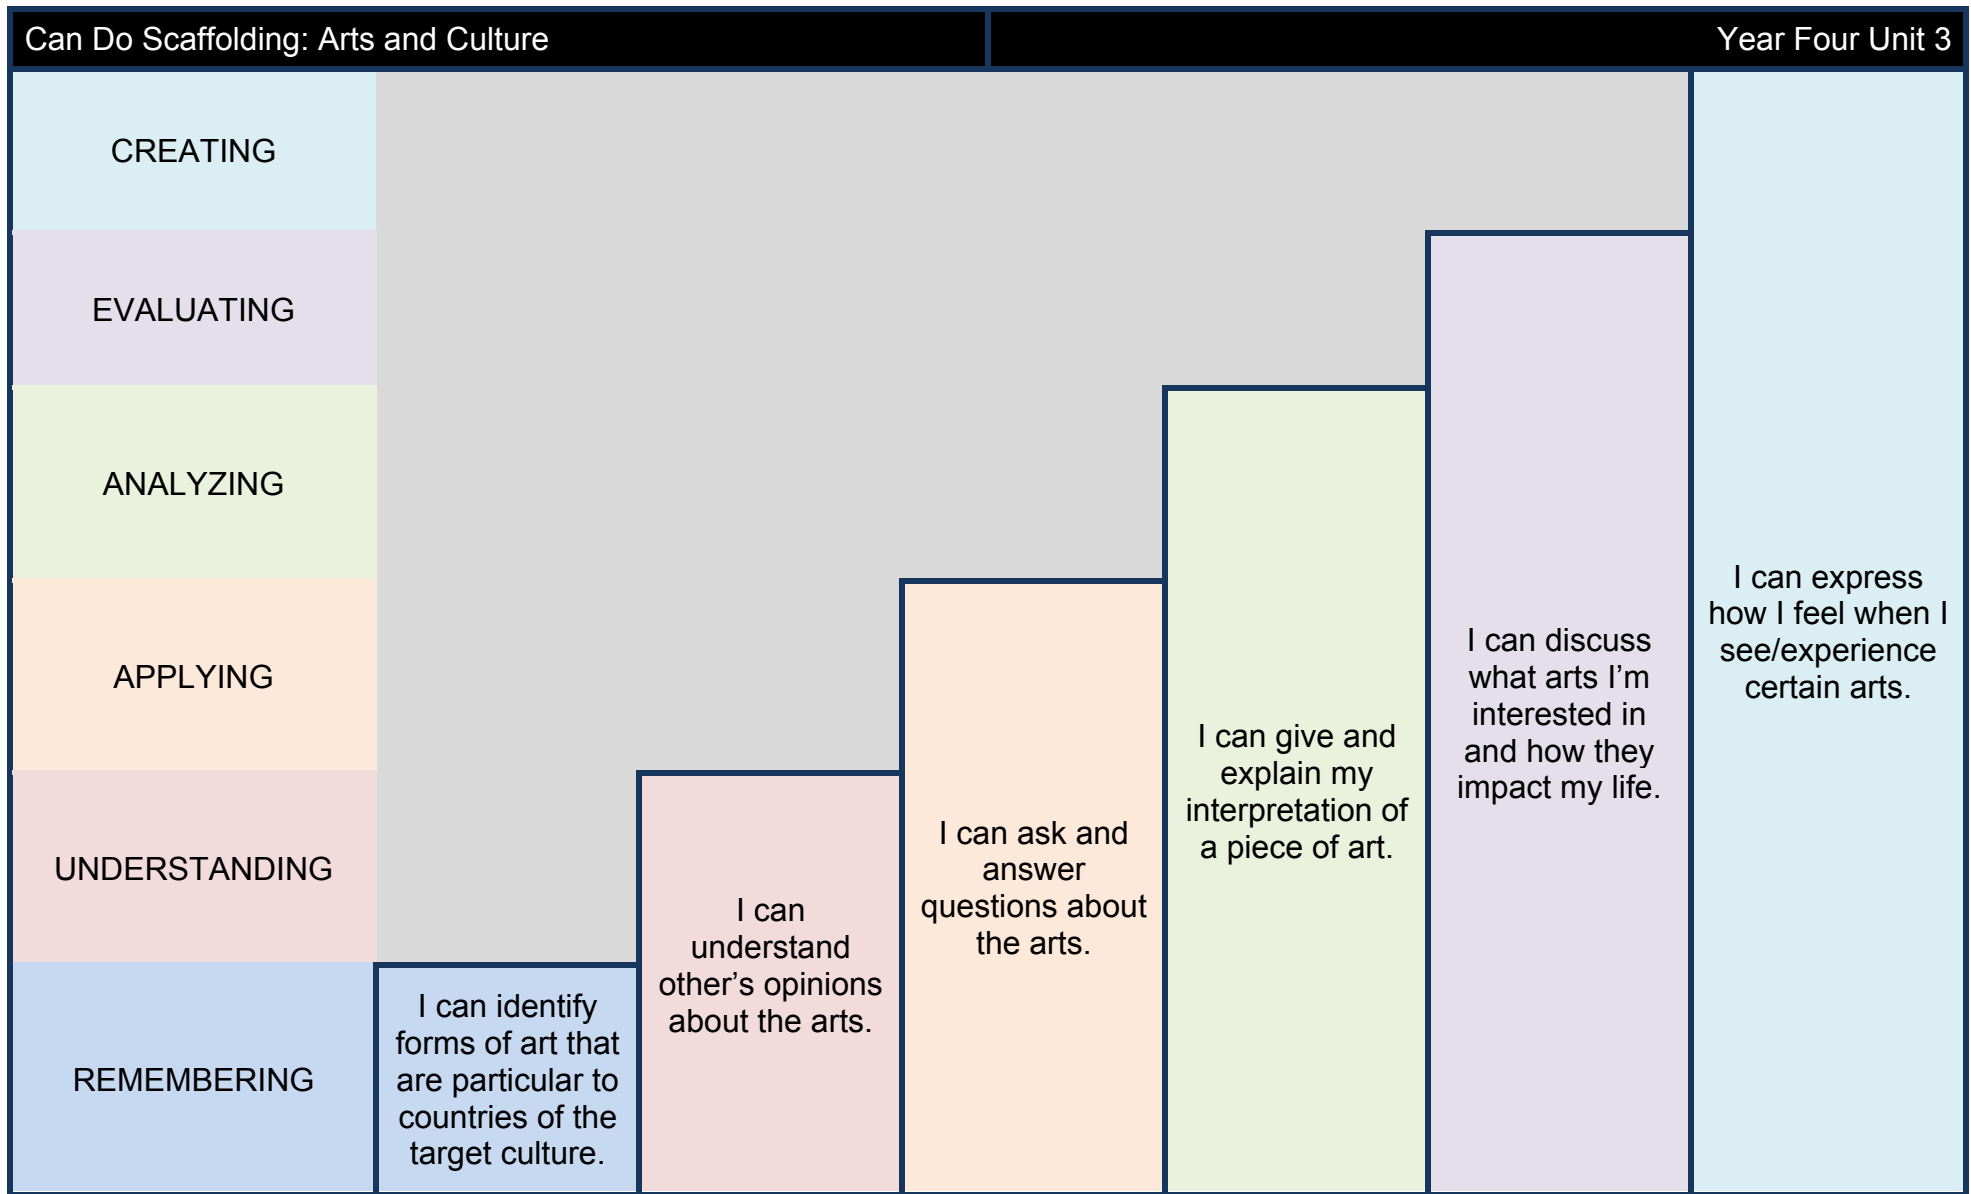 Can Do Scaffolding: Arts and Culture
Year Four Unit 3
CREATING
EVALUATING
ANALYZING
APPLYING
UNDERSTANDING
REMEMBERING
I can identify
forms of art that
are particular to
countries of the
target culture.
I can
understand
other’s opinions
about the arts.
I can ask and
answer
questions about
the arts.
I can give and
explain my
interpretation of
a piece of art.
I can discuss
what arts I’m
interested in
and how they
impact my life.
I can express
how I feel when I
see/experience
certain arts.